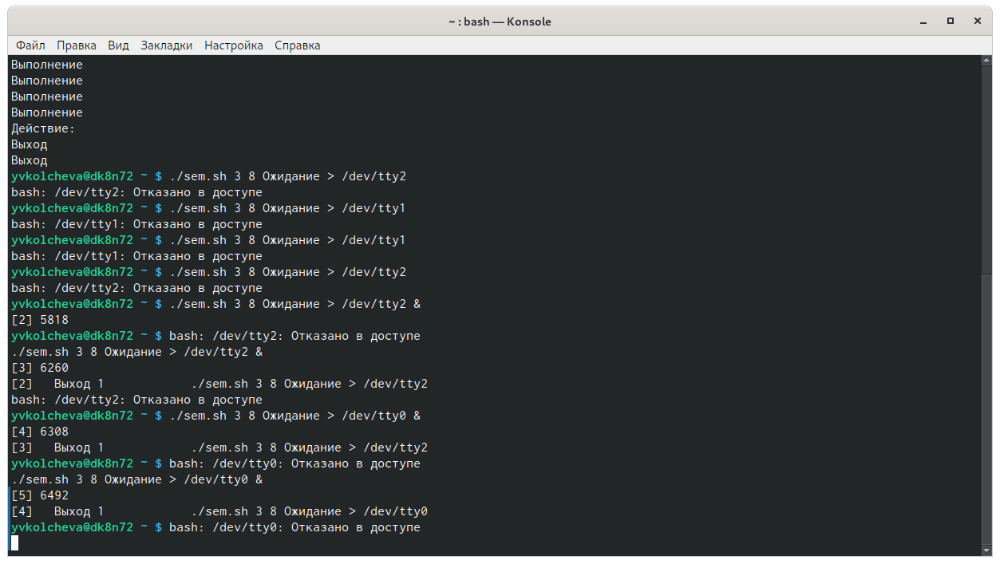 ~ : bash — Konsole
Файл Правка Вид Закладки Настройка Справка
Выполнение
Выполнение
Выполнение
Выполнение
Действие:
Выход
Выход
yvkolcheva@dk8n72 ~ $ ./sem.sh 3 8 Ожидание > /dev/tty2
bash: /dev/tty2: Отказано в доступе
yvkolcheva@dk8n72 ~ $ ./sem.sh 3 8 Ожидание > /dev/tty1
bash: /dev/tty1: Отказано в доступе
yvkolcheva@dk8n72 ~ $ ./sem.sh 3 8 Ожидание > /dev/tty1
bash: /dev/tty1: Отказано в доступе
yvkolcheva@dk8n72 ~ $ ./sem.sh 3 8 Ожидание > /dev/tty2
bash: /dev/tty2: Отказано в доступе
yvkolcheva@dk8n72 ~ $ ./sem.sh 3 8 Ожидание > /dev/tty2 &
[2] 5818
yvkolcheva@dk8n72 ~ $ bash: /dev/tty2: Отказано в доступе
./sem.sh 3 8 Ожидание > /dev/tty2 &
[3] 6260
[2]   Выход 1            ./sem.sh 3 8 Ожидание > /dev/tty2
bash: /dev/tty2: Отказано в доступе
yvkolcheva@dk8n72 ~ $ ./sem.sh 3 8 Ожидание > /dev/tty0 &
[4] 6308
[3]   Выход 1            ./sem.sh 3 8 Ожидание > /dev/tty2
yvkolcheva@dk8n72 ~ $ bash: /dev/tty0: Отказано в доступе
./sem.sh 3 8 Ожидание > /dev/tty0 &
[5] 6492
[4]   Выход 1            ./sem.sh 3 8 Ожидание > /dev/tty0
yvkolcheva@dk8n72 ~ $ bash: /dev/tty0: Отказано в доступе